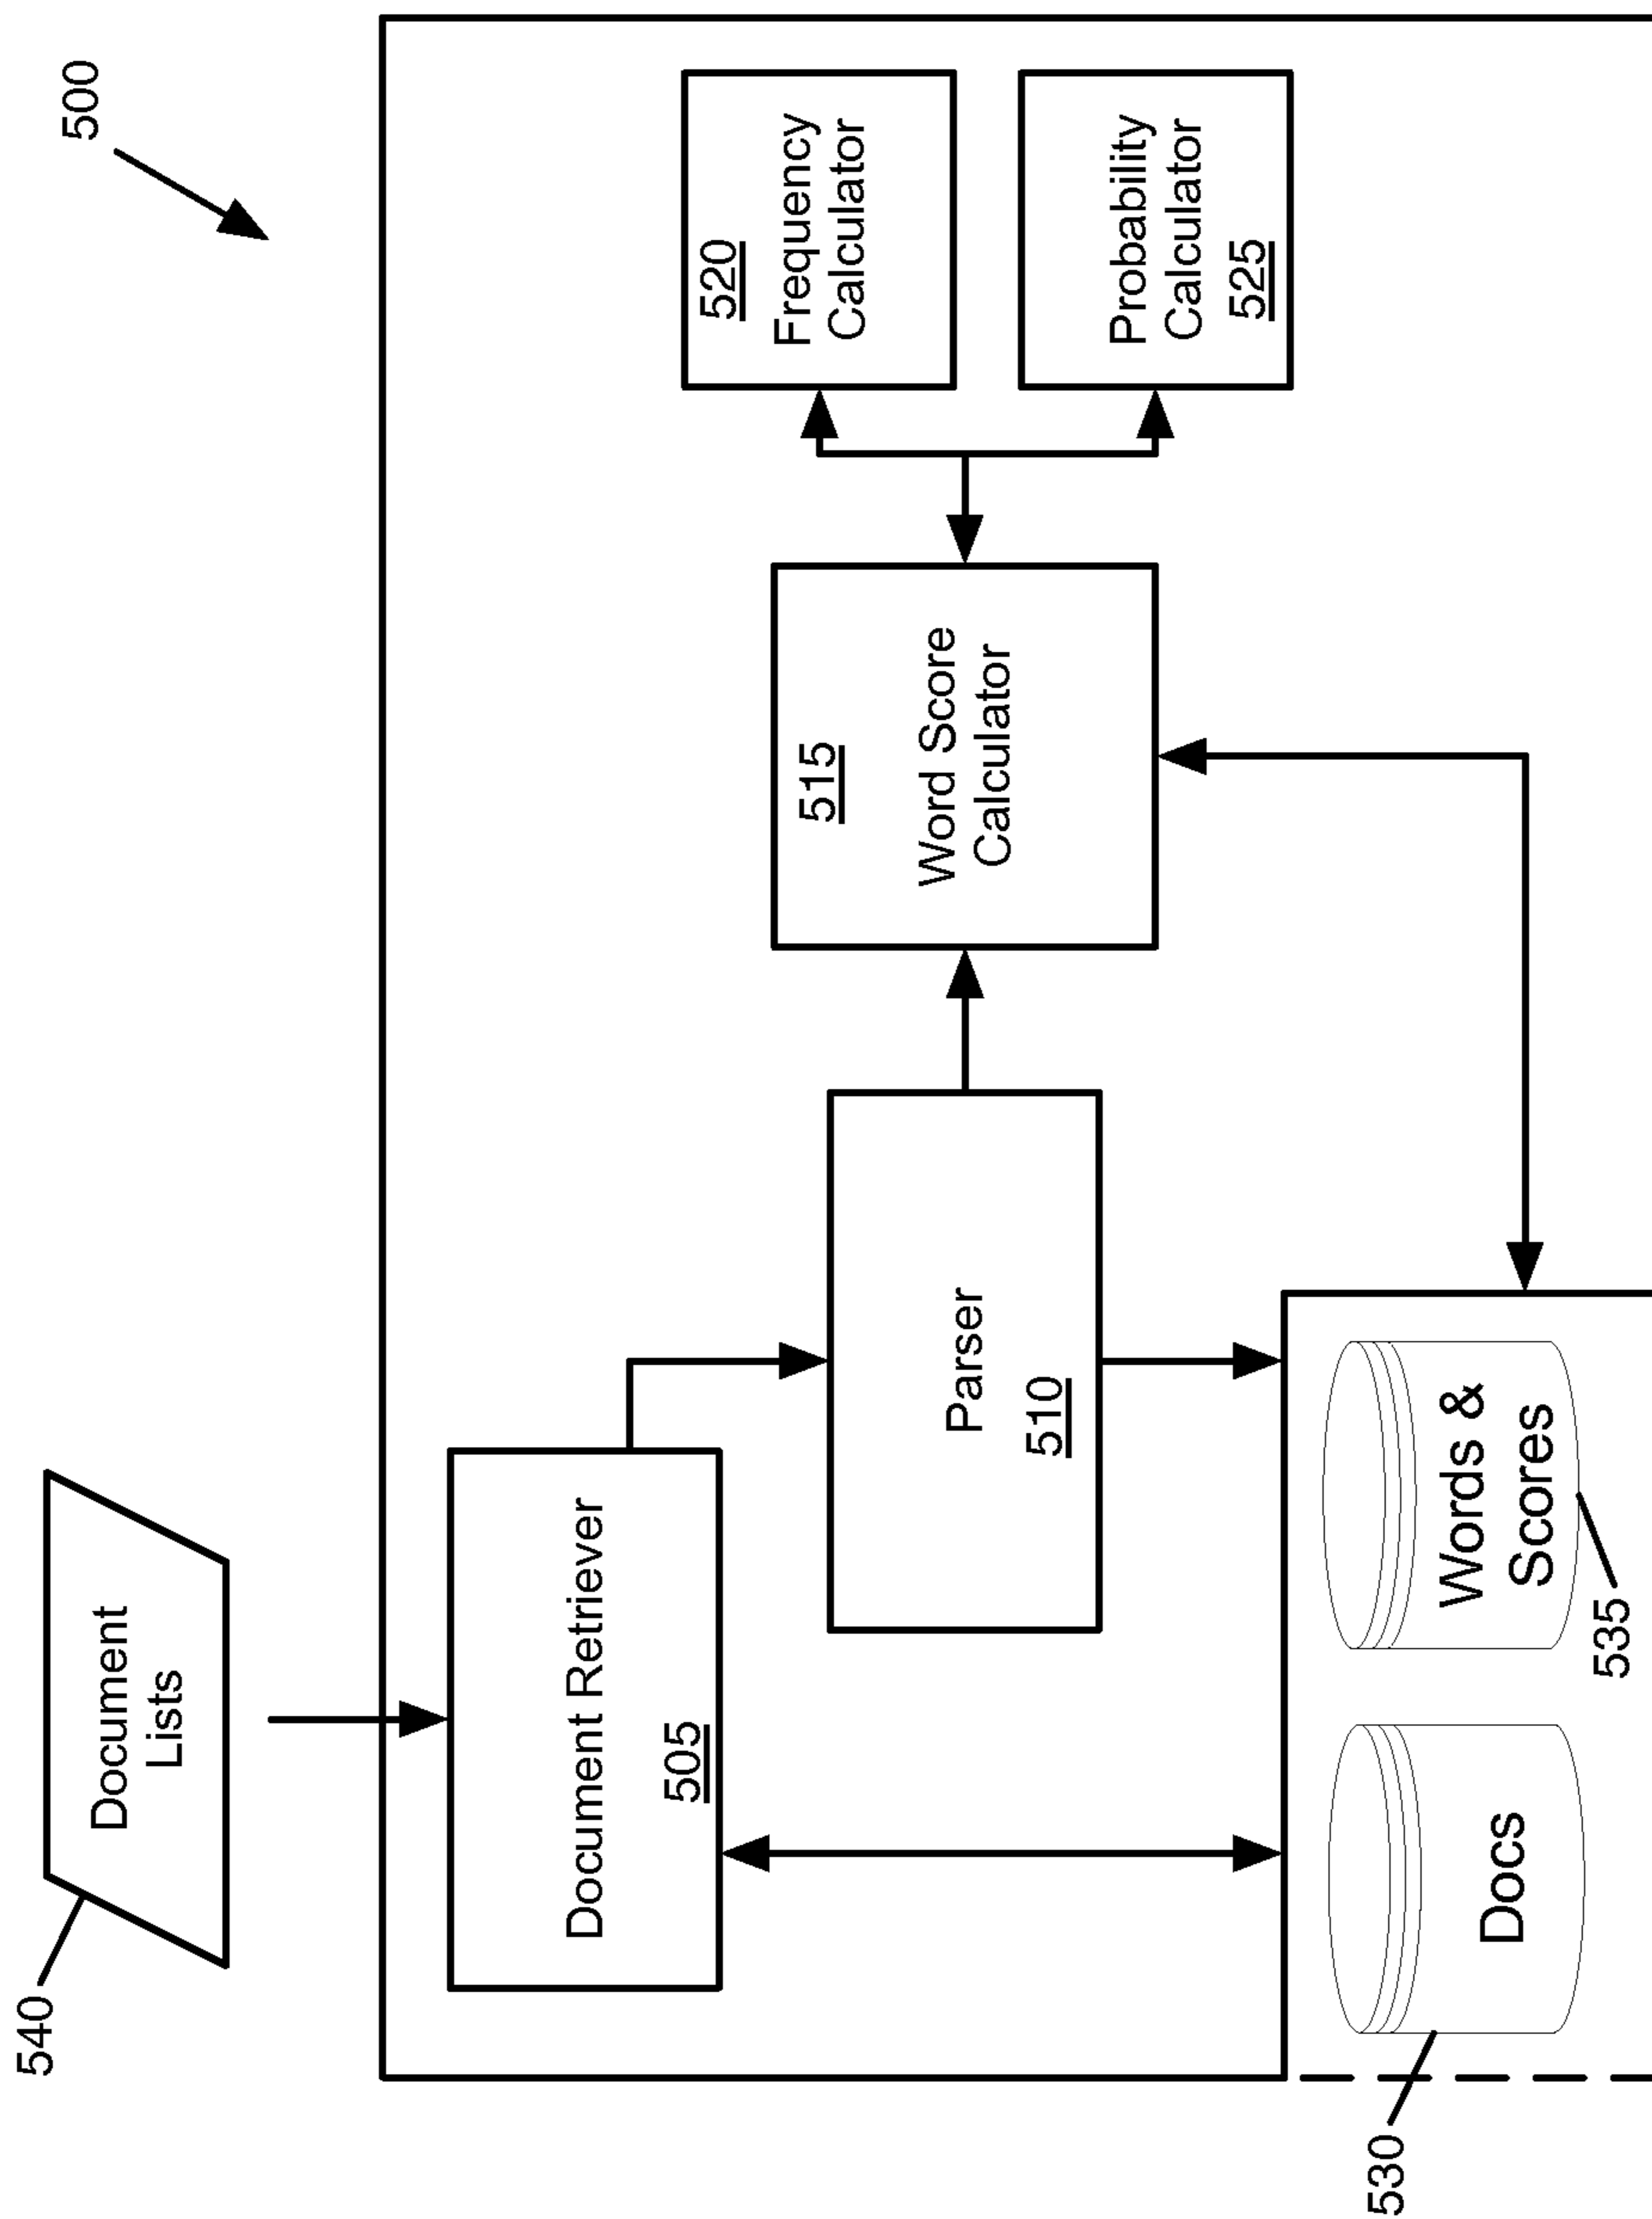 500
540
Document
Lists
Document Retriever
505
Parser
510
515
Word Score
Calculator
520
Frequency
Calculator
Probability
Calculator
525
530
Docs
Words &
Scores
535